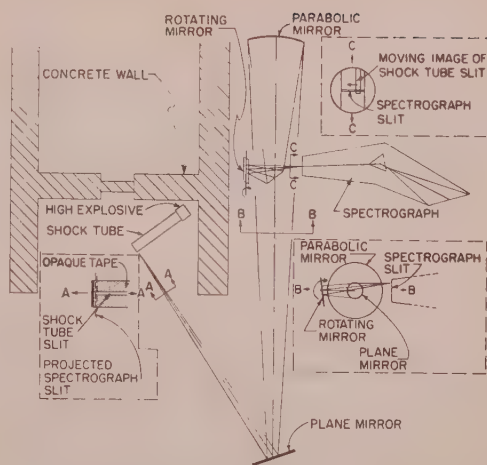 ROTATING
MIRROR
PARABOLIC
MIRROR
CONCRETE WALL
C
MOVING IMAGE OF
SHOCK TUBE SLIT
SPECTROGRAPH
SLIT
C
C
C
B
B
SPECTROGRAPH
HIGH EXPLOSIVE
SHOCK TUBE
OPAQUE TAPE
A
A
SHOCK
TUBE
SLIT
PROJECTED
SPECTROGRAPH
SLIT
A
A
PARABOLIC
MIRROR
SPECTROGRAPH
SLIT
B
B
ROTATING
MIRROR
PLANE
MIRROR
PLANE MIRROR